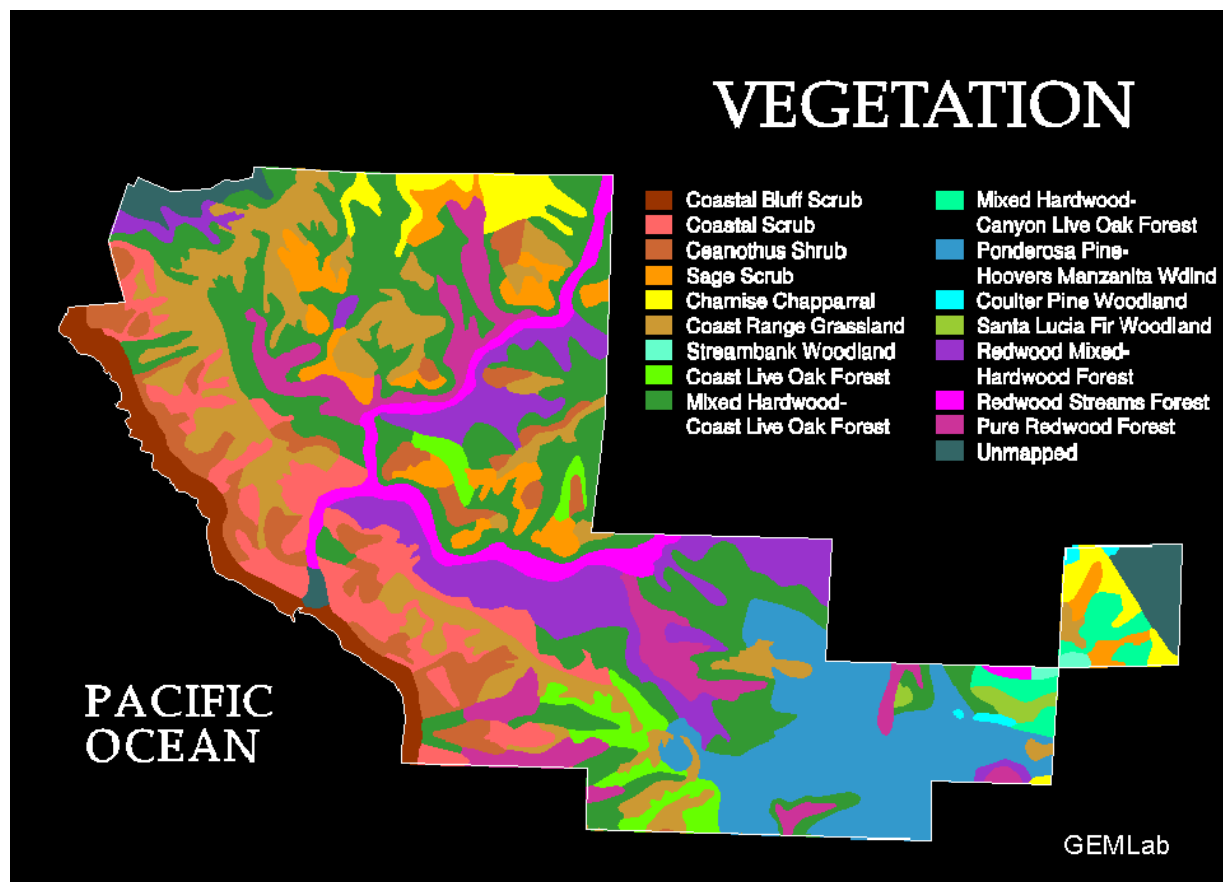 VEGETATION
Coastal Bluff Scrub
Coastal Scrub
Ceanothus Shrub
Sage Scrub
Chamise Chapparral
Coast Range Grassland
Streambank Woodland
Coast Live Oak Forest
Mixed Hardwood-
Coast Live Oak Forest
Mixed Hardwood-
Canyon Live Oak Forest
Ponderosa Pine-
Hoovers Manzanita Wdlnd
Coulter Pine Woodland
Santa Lucia Fir Woodland
Redwood Mixed-
Hardwood Forest
Redwood Streams Forest
Pure Redwood Forest
Unmapped
PACIFIC
OCEAN
GEMLab